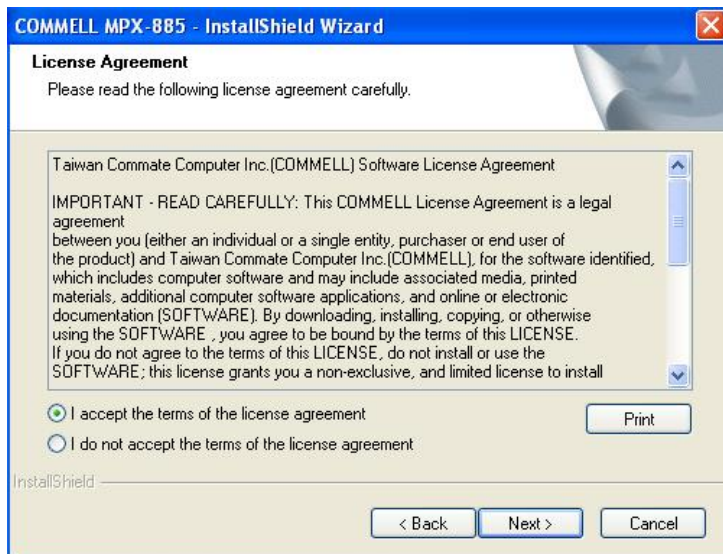 COMMELL MPX-885 - InstallShield Wizard
License Agreement
Please read the following license agreement carefully.
Taiwan Commate Computer Inc.(COMMELL) Software License Agreement
IMPORTANT - READ CAREFULLY: This COMMELL License Agreement is a legal
agreement
between you (either an individual or a single entity, purchaser or end user of
the product) and Taiwan Commate Computer Inc.(COMMELL), for the software identified,
which includes computer software and may include associated media, printed
materials, additional computer software applications, and online or electronic
documentation (SOFTWARE). By downloading, installing, copying, or otherwise
using the SOFTWARE , you agree to be bound by the terms of this LICENSE.
If you do not agree to the terms of this LICENSE, do not install or use the
SOFTWARE; this license grants you a non-exclusive, and limited license to install
I accept the terms of the license agreement
Print
I do not accept the terms of the license agreement
InstallShield
< Back
Next >
Cancel